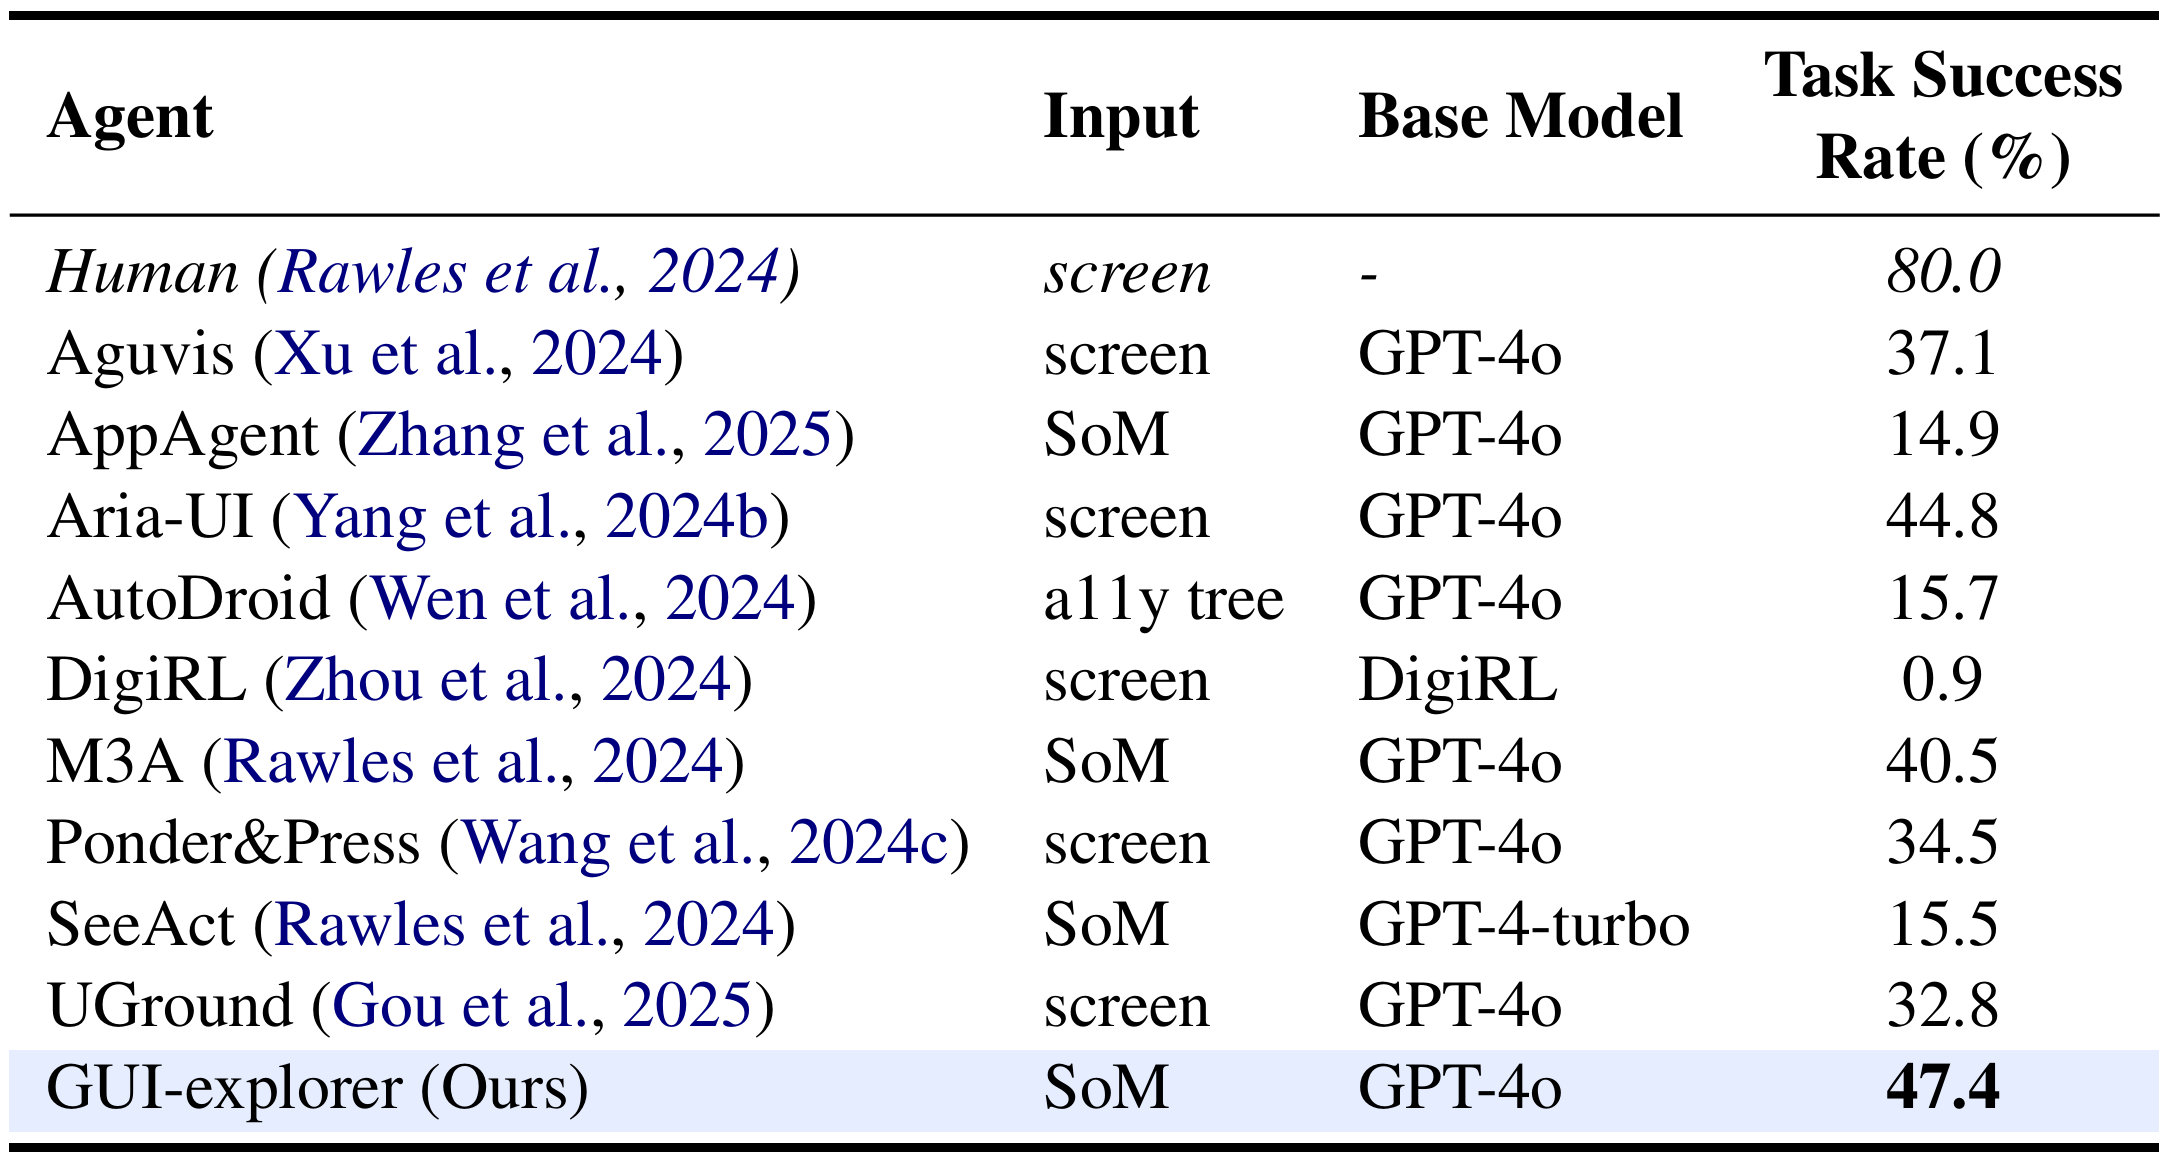 Agent Input Base Model Task Success Rate (%)
Human (Rawles et al., 2024) screen - 80.0
Aguvis (Xu et al., 2024) screen GPT-4o 37.1
AppAgent (Zhang et al., 2025) SoM GPT-4o 14.9
Aria-UI (Yang et al., 2024b) screen GPT-4o 44.8
AutoDroid (Wen et al., 2024) a11y tree GPT-4o 15.7
DigiRL (Zhou et al., 2024) screen DigiRL 0.9
M3A (Rawles et al., 2024) SoM GPT-4o 40.5
Ponder&Press (Wang et al., 2024c) screen GPT-4o 34.5
SeeAct (Rawles et al., 2024) SoM GPT-4-turbo 15.5
UGround (Gou et al., 2025) screen GPT-4o 32.8
GUI-explorer (Ours) SoM GPT-4o 47.4